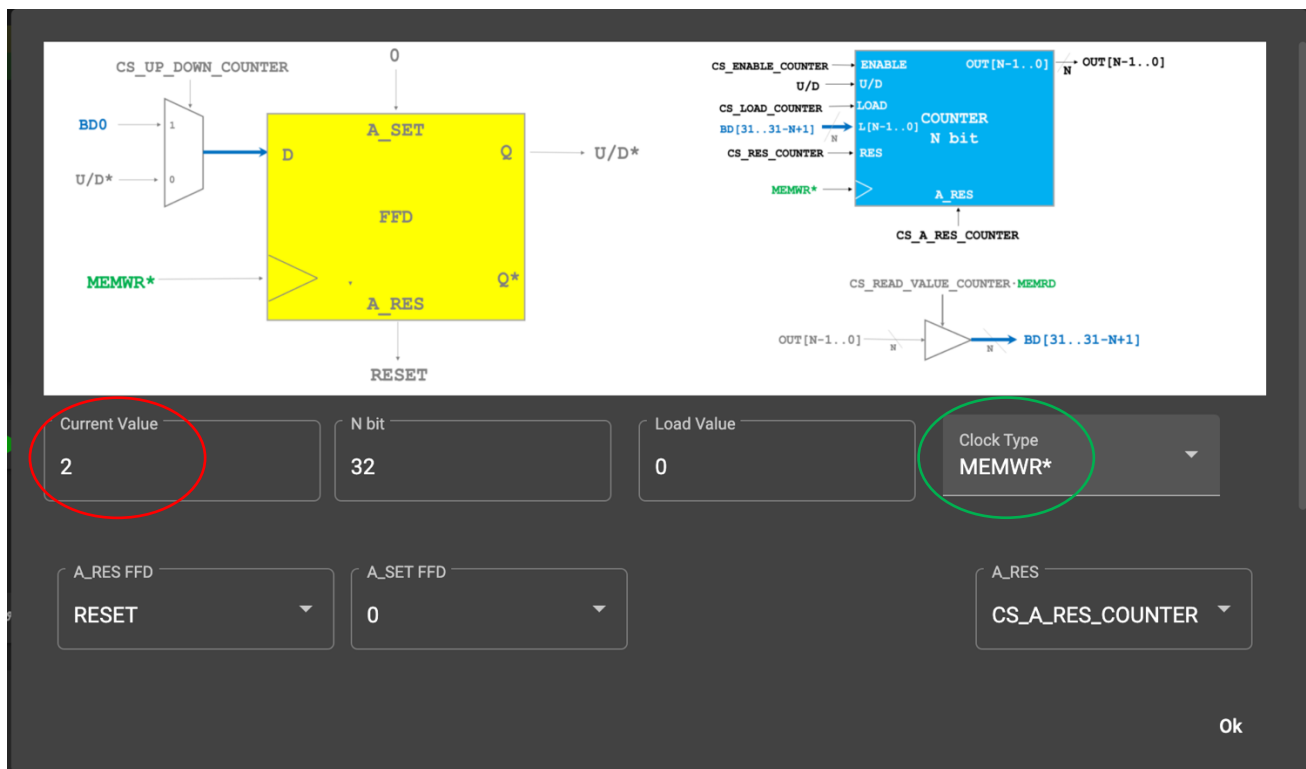 CS_UP_DOWN_COUNTER
0
BD0
1
U/D*
0
A_SET
D
Q
U/D*
FFD
MEMWR*
Q*
A_RES
RESET
CS_ENABLE_COUNTER
ENABLE
OUT[N-1..0]
N
OUT[N-1..0]
U/D
U/D
CS_LOAD_COUNTER
LOAD
BD[31..31-N+1]
N
L[N-1..0]
COUNTER
N bit
CS_RES_COUNTER
RES
MEMWR*
A_RES
CS_A_RES_COUNTER
CS_READ_VALUE_COUNTER·MEMRD
OUT[N-1..0]
N
N
BD[31..31-N+1]
Current Value
2
N bit
32
Load Value
0
Clock Type
MEMWR*
A_RES FFD
RESET
A_SET FFD
0
A_RES
CS_A_RES_COUNTER
Ok